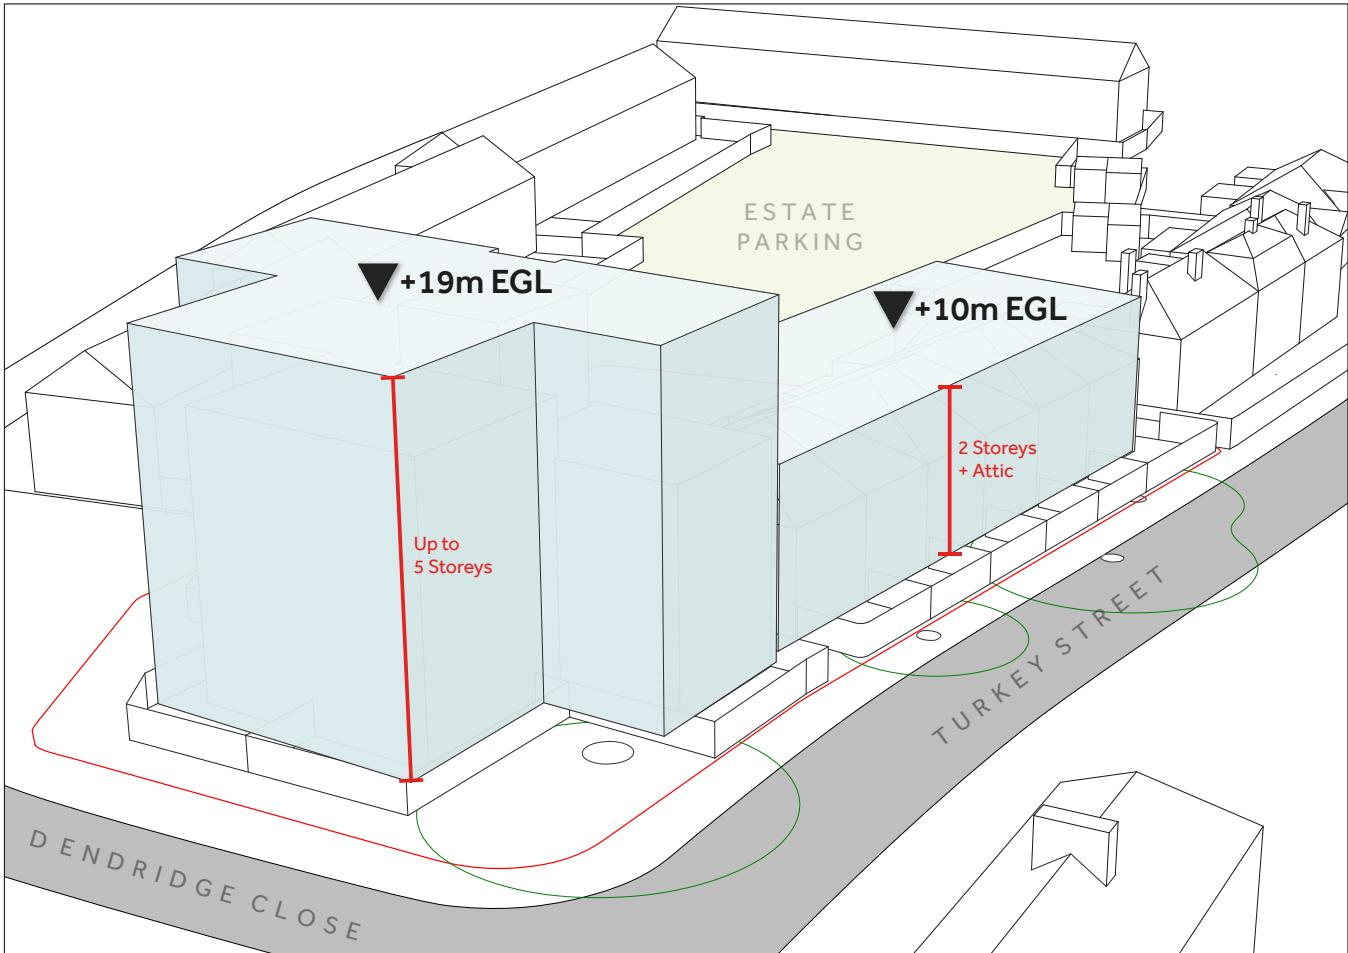 ESTATE
PARKING
+19m EGL
+10m EGL
2 Storeys
+ Attic
Up to
5 Storeys
TURKEY STREET
DENDRIDGE CLOSE